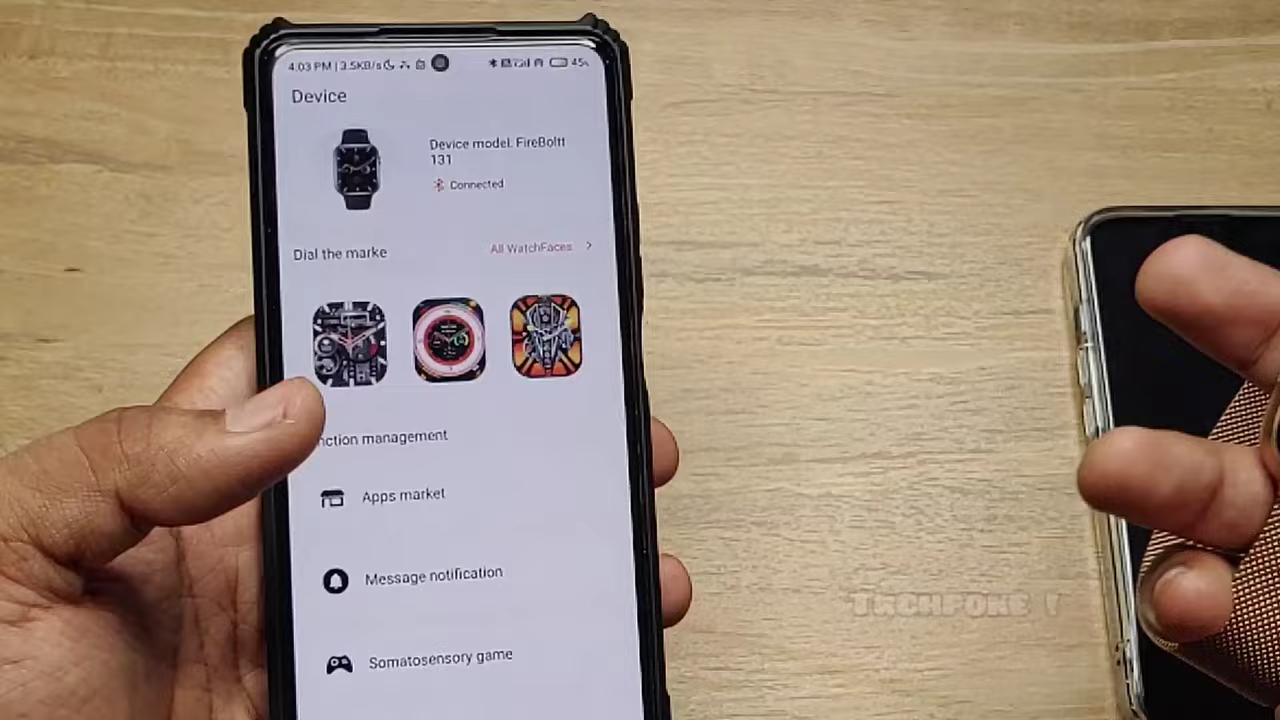 4:03 PM | 3.5KB/s
45%
Device
Device model: FireBoltt
131
Connected
Dial the marke
All WatchFaces >
nction management
Apps market
Message notification
Somatosensory game